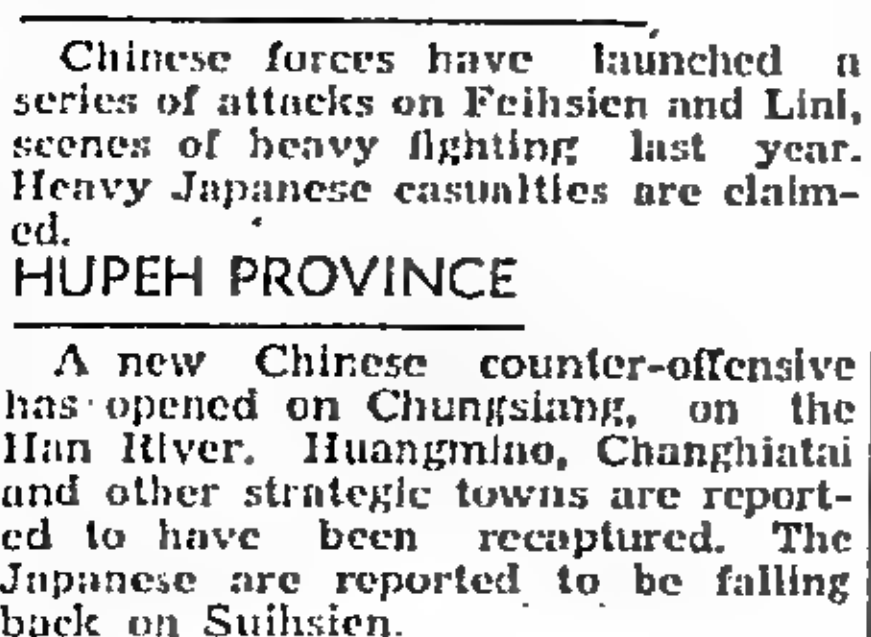 Chinese forces have launched a
series of attacks on Feihsien and Lini,
scenes of heavy fighting last year.
Heavy Japanese casualties are claim-
ed.
HUPEH PROVINCE
A new Chinese counter-offensive
has opened on Chungsiang, on the
Han River. Huangmiao, Changhiatai
and other strategic towns are report-
ed to have been recaptured. The
Japanese are reported to be falling
back on Suihsien.